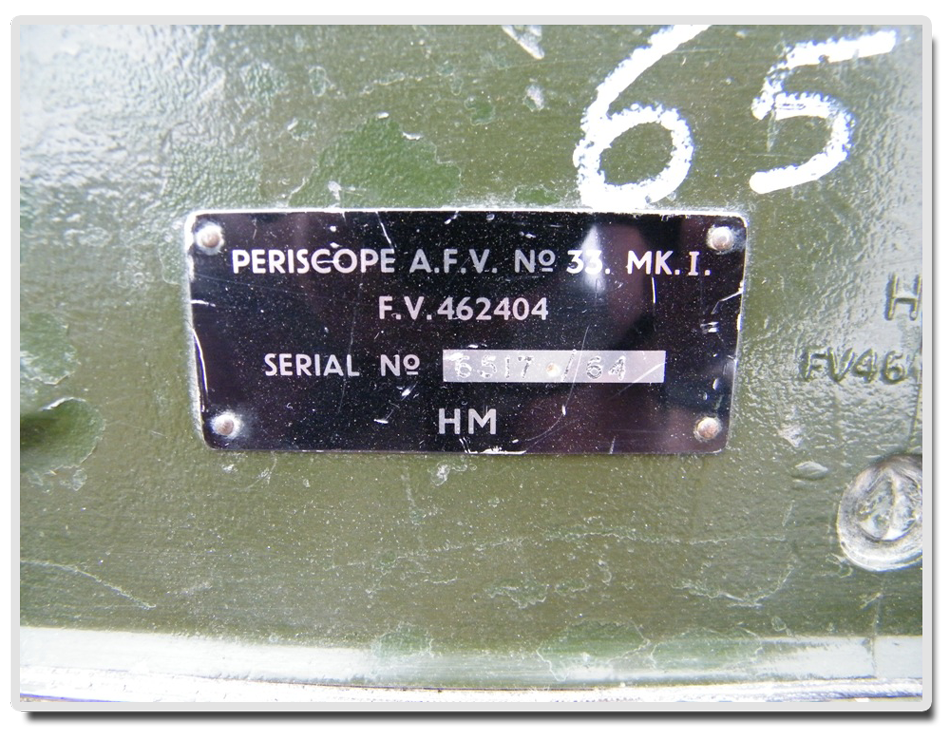 65
PERISCOPE A.F.V. Nº 33. MK.I.
F.V.462404
SERIAL Nº 6517/64
HM
H
FV46